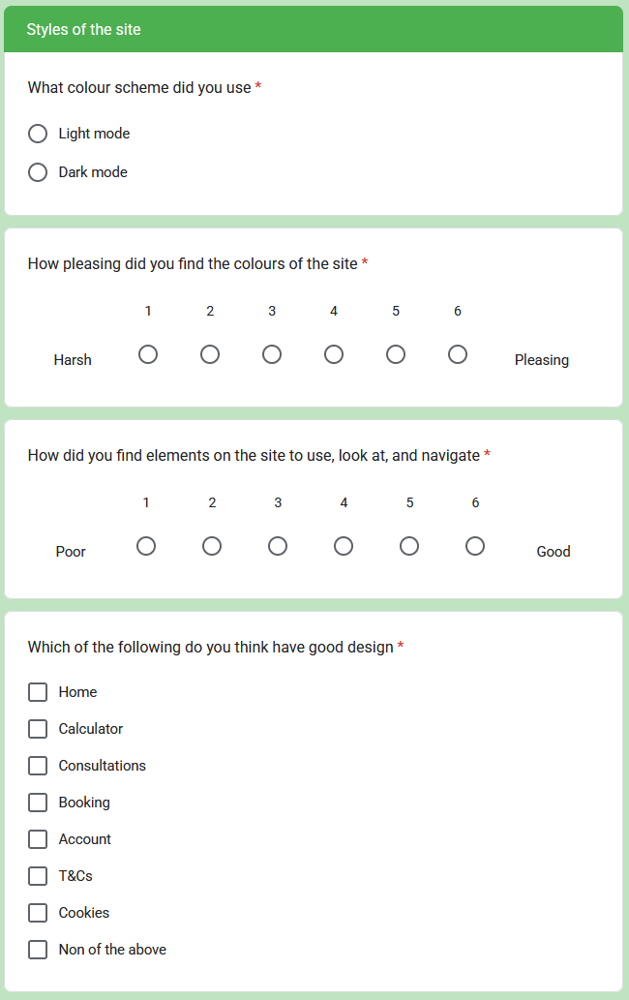 Styles of the site
What colour scheme did you use *
Light mode
Dark mode
How pleasing did you find the colours of the site *
1 2 3 4 5 6
Harsh Pleasing
How did you find elements on the site to use, look at, and navigate *
1 2 3 4 5 6
Poor Good
Which of the following do you think have good design *
Home
Calculator
Consultations
Booking
Account
T&Cs
Cookies
Non of the above